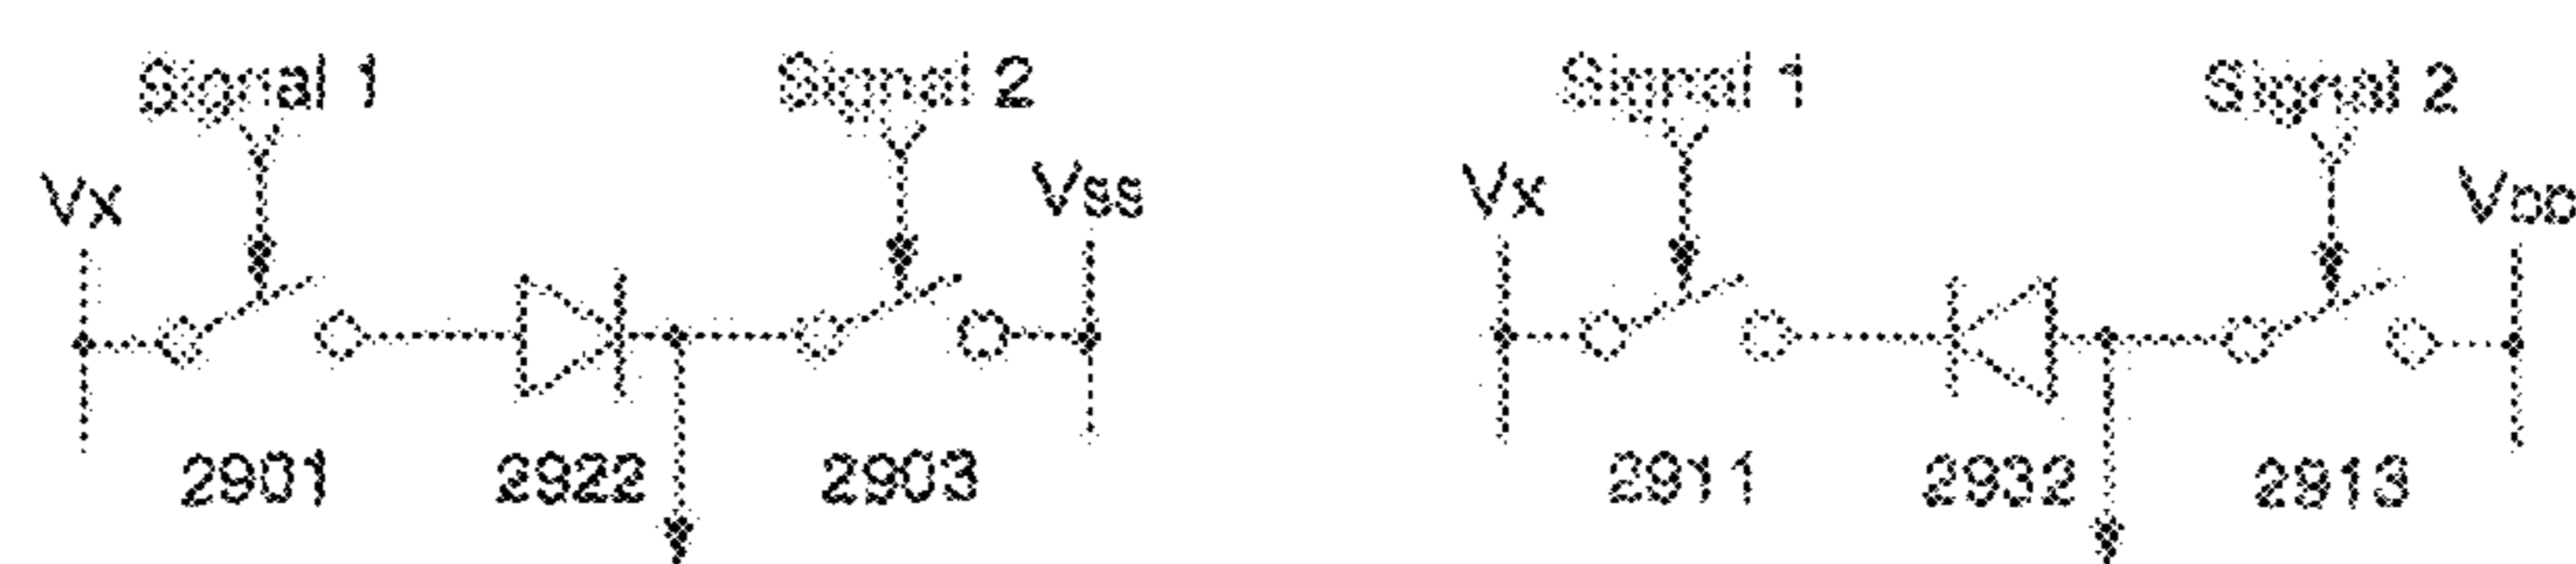 Signal 1 Signal 2 Signal 1 Signal 2
Vx Vss Vx VDD
2901 2922 2903 2911 2932 2913